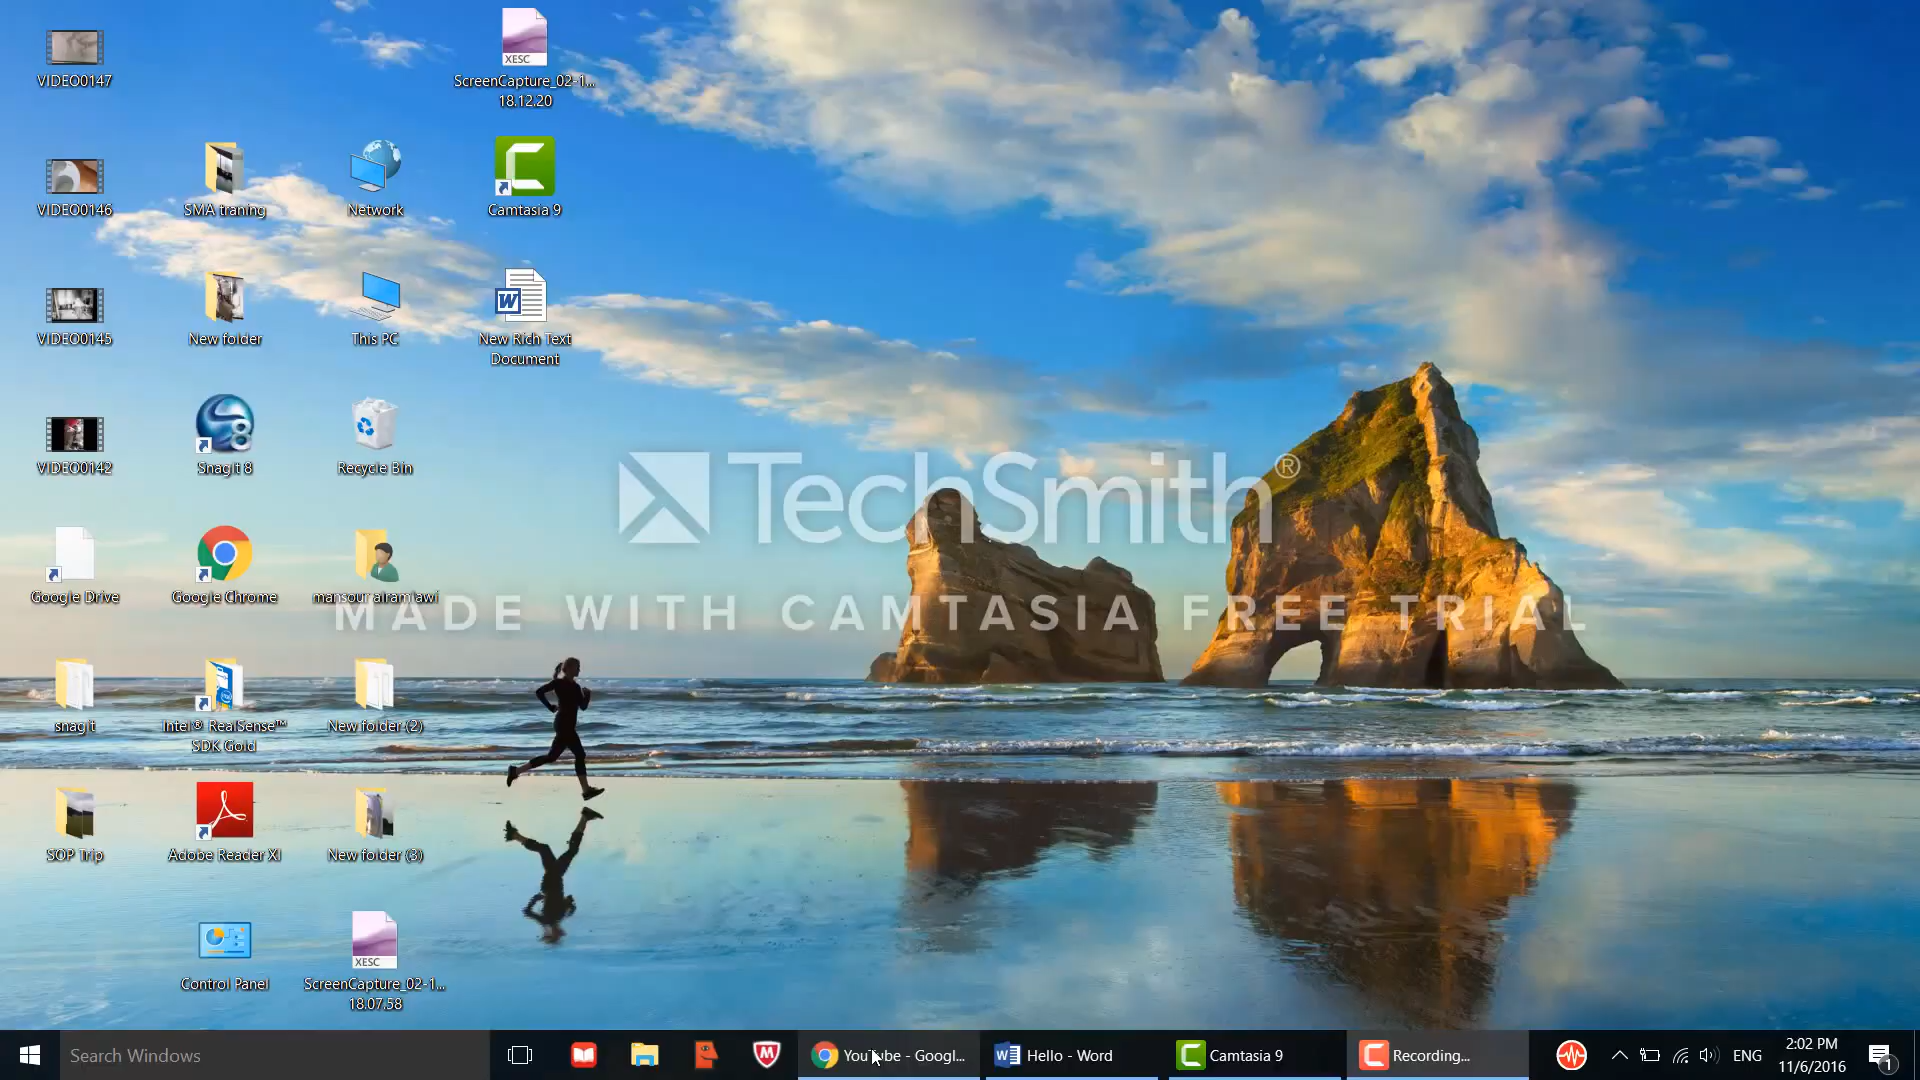 VIDEO0147
XESC
ScreenCapture_02-1...
18.12.20
VIDEO0146
SMA traning
Network
Camtasia 9
VIDEO0145
New folder
This PC
New Rich Text
Document
VIDEO0142
Snagit 8
Recycle Bin
TechSmith®
Google Drive
Google Chrome
mansour alramlawi
MADE WITH CAMTASIA FREE TRIAL
snagit
Intel® RealSense™
SDK Gold
New folder (2)
SOP Trip
Adobe Reader XI
New folder (3)
Control Panel
XESC
ScreenCapture_02-1...
18.07.58
Search Windows
YouTube - Googl...
Hello - Word
Camtasia 9
Recording...
ENG
2:02 PM
11/6/2016
1